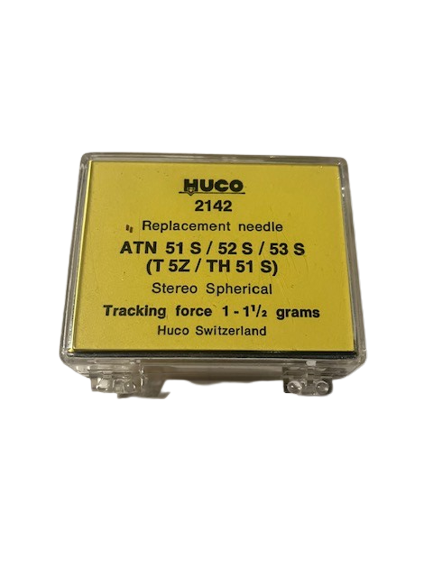 HUCO
2142
Replacement needle
ATN 51 S / 52 S / 53 S
(T 5Z / TH 51 S)
Stereo Spherical
Tracking force 1 - 1½ grams
Huco Switzerland